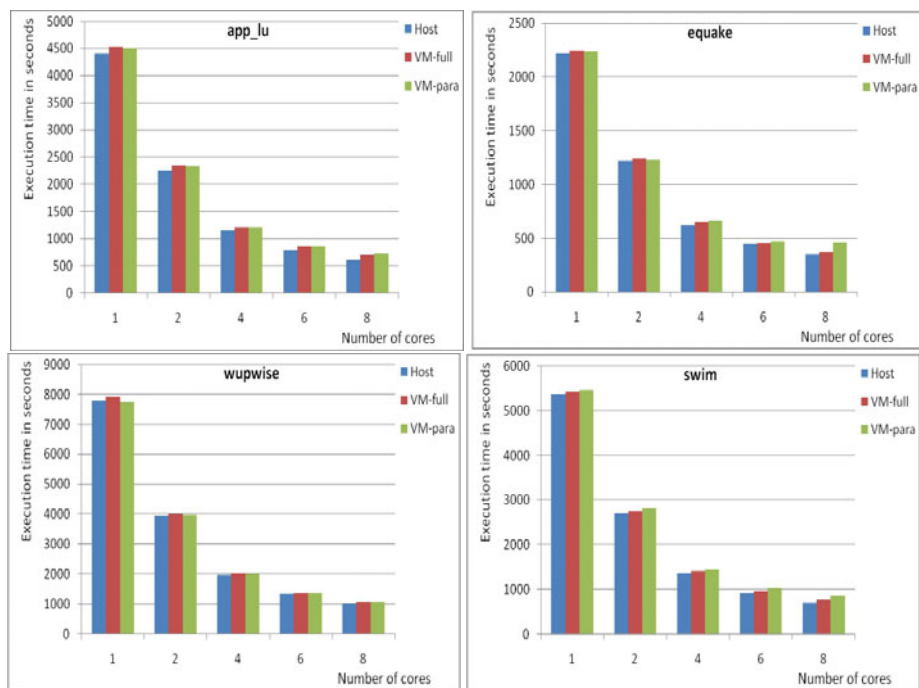 app_lu
Execution time in seconds
5000
4500
4000
3500
3000
2500
2000
1500
1000
500
0
1 2 4 6 8
Number of cores
Host
VM-full
VM-para
equake
Execution time in seconds
2500
2000
1500
1000
500
0
1 2 4 6 8
Number of cores
Host
VM-full
VM-para
wupwise
Execution time in seconds
9000
8000
7000
6000
5000
4000
3000
2000
1000
0
1 2 4 6 8
Number of cores
Host
VM-full
VM-para
swim
Execution time in seconds
6000
5000
4000
3000
2000
1000
0
1 2 4 6 8
Number of cores
Host
VM-full
VM-para